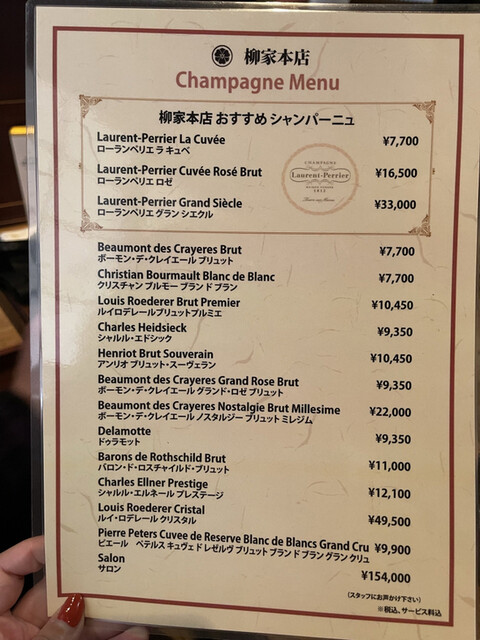 柳家本店
Champagne Menu
柳家本店 おすすめ シャンパーニュ
Laurent-Perrier La Cuvée ¥7,700
ローランペリエ ラ キュベ
Laurent-Perrier Cuvée Rosé Brut ¥16,500
ローランペリエ ロゼ
Laurent-Perrier Grand Siècle ¥33,000
ローランペリエ グラン シエクル
CHAMPAGNE
Laurent-Perrier
1812
Beaumont des Crayeres Brut ¥7,700
ボーモン・デ・クレイエール ブリュット
Christian Bourmault Blanc de Blanc ¥7,700
クリスチャン ブルモー ブラン ド ブラン
Louis Roederer Brut Premier ¥10,450
ルイロデレールブリュットプルミエ
Charles Heidsieck ¥9,350
シャルル・エドシック
Henriot Brut Souverain ¥10,450
アンリオ ブリュット・スーヴェラン
Beaumont des Crayeres Grand Rose Brut ¥9,350
ボーモン・デ・クレイエール グランド・ロゼ ブリュット
Beaumont des Crayeres Nostalgie Brut Millesime ¥22,000
ボーモン・デ・クレイエール ノスタルジー ブリュット ミレジム
Delamotte ¥9,350
ドゥラモット
Barons de Rothschild Brut ¥11,000
バロン・ド・ロスチャイルド・ブリュット
Charles Ellner Prestige ¥12,100
シャルル・エルネール プレステージ
Louis Roederer Cristal ¥49,500
ルイ・ロデレール クリスタル
Pierre Peters Cuvee de Reserve Blanc de Blancs Grand Cru ¥9,900
ピエール ペテルス キュヴェ ド レゼルヴ ブリュット ブラン ド ブラン グラン クリュ
Salon ¥154,000
サロン
（スタッフにお声かけ下さい）
※税込、サービス料込